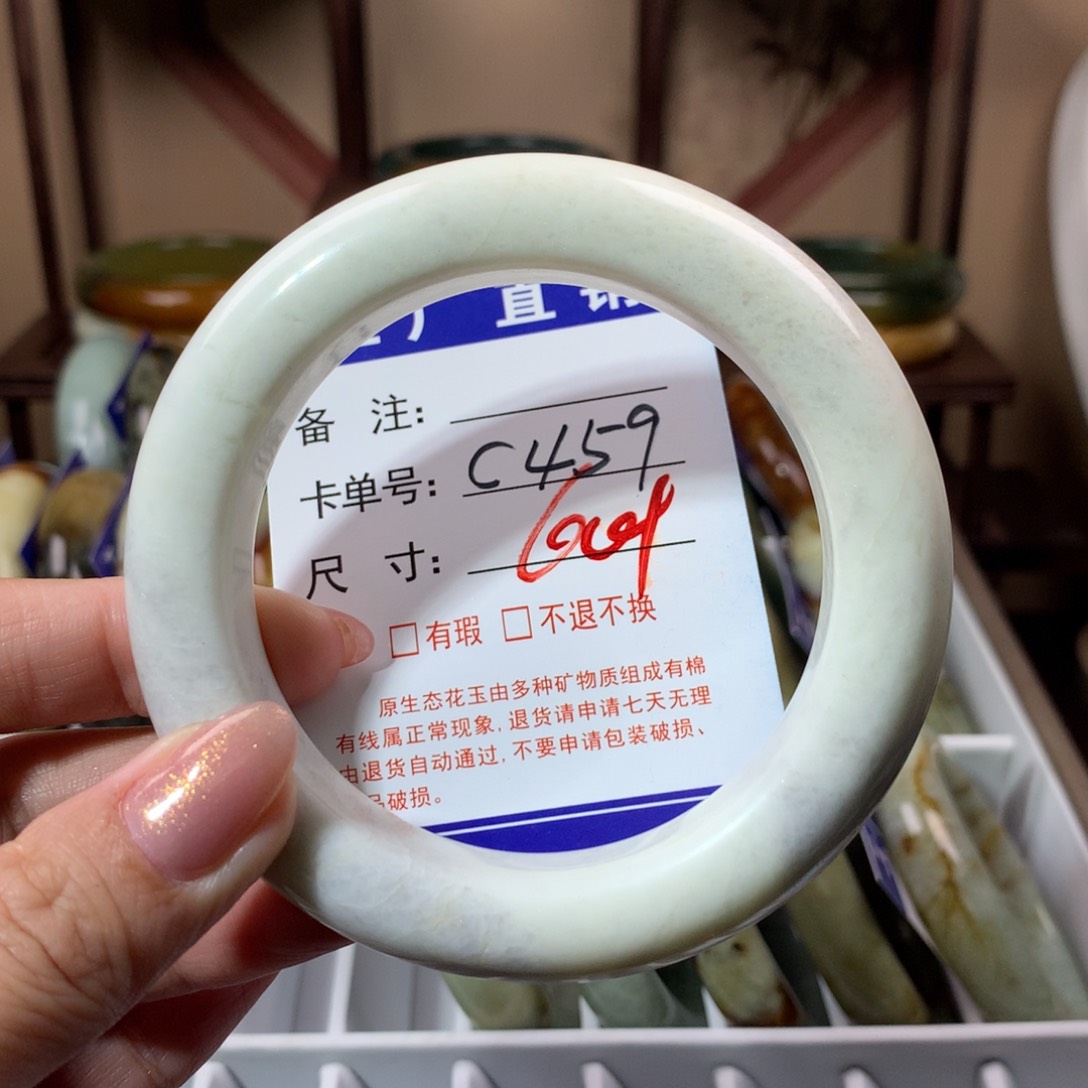 厂直销
备 注：
卡单号：C459
尺 寸：
□有瑕 □不退不换
原生态花玉由多种矿物质组成有棉
有线属正常现象，退货请申请七天无理
由退货自动通过，不要申请包装破损、
品破损。